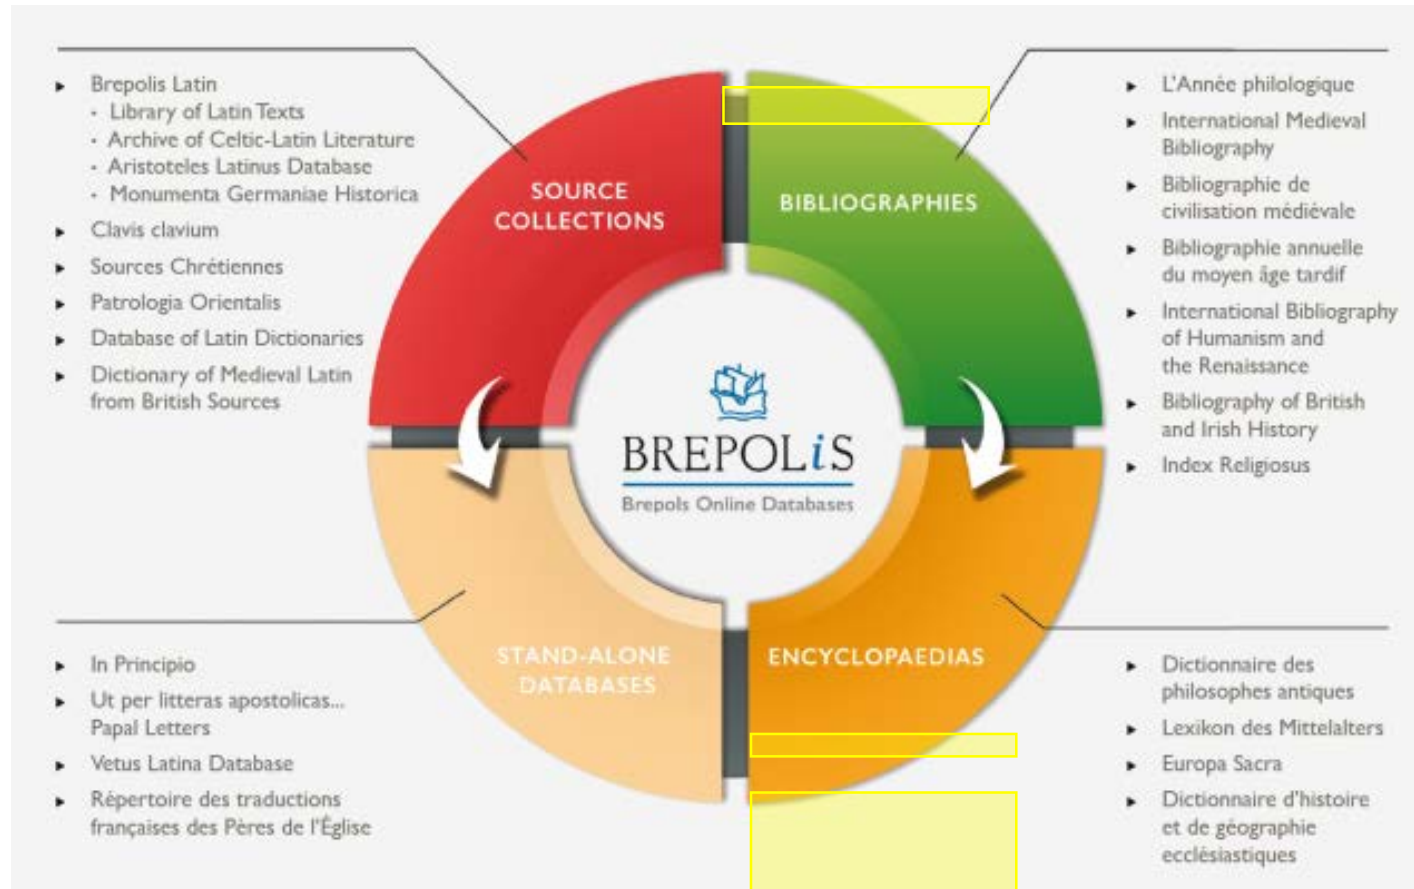 Brepolis Latin
- Library of Latin Texts
- Archive of Celtic-Latin Literature
- Aristoteles Latinus Database
- Monumenta Germaniae Historica
Clavis clavium
Sources Chrétiennes
Patrologia Orientalis
Database of Latin Dictionaries
Dictionary of Medieval Latin
from British Sources
SOURCE
COLLECTIONS
BIBLIOGRAPHIES
L'Année philologique
International Medieval
Bibliography
Bibliographie de
civilisation médiévale
Bibliographie annuelle
du moyen âge tardif
International Bibliography
of Humanism and
the Renaissance
Bibliography of British
and Irish History
Index Religiosus
BREPOLiS
Brepols Online Databases
In Principio
Ut per litteras apostolicas...
Papal Letters
Vetus Latina Database
Répertoire des traductions
françaises des Pères de l'Église
STAND-ALONE
DATABASES
ENCYCLOPAEDIAS
Dictionnaire des
philosophes antiques
Lexikon des Mittelalters
Europa Sacra
Dictionnaire d'histoire
et de géographie
ecclésiastiques